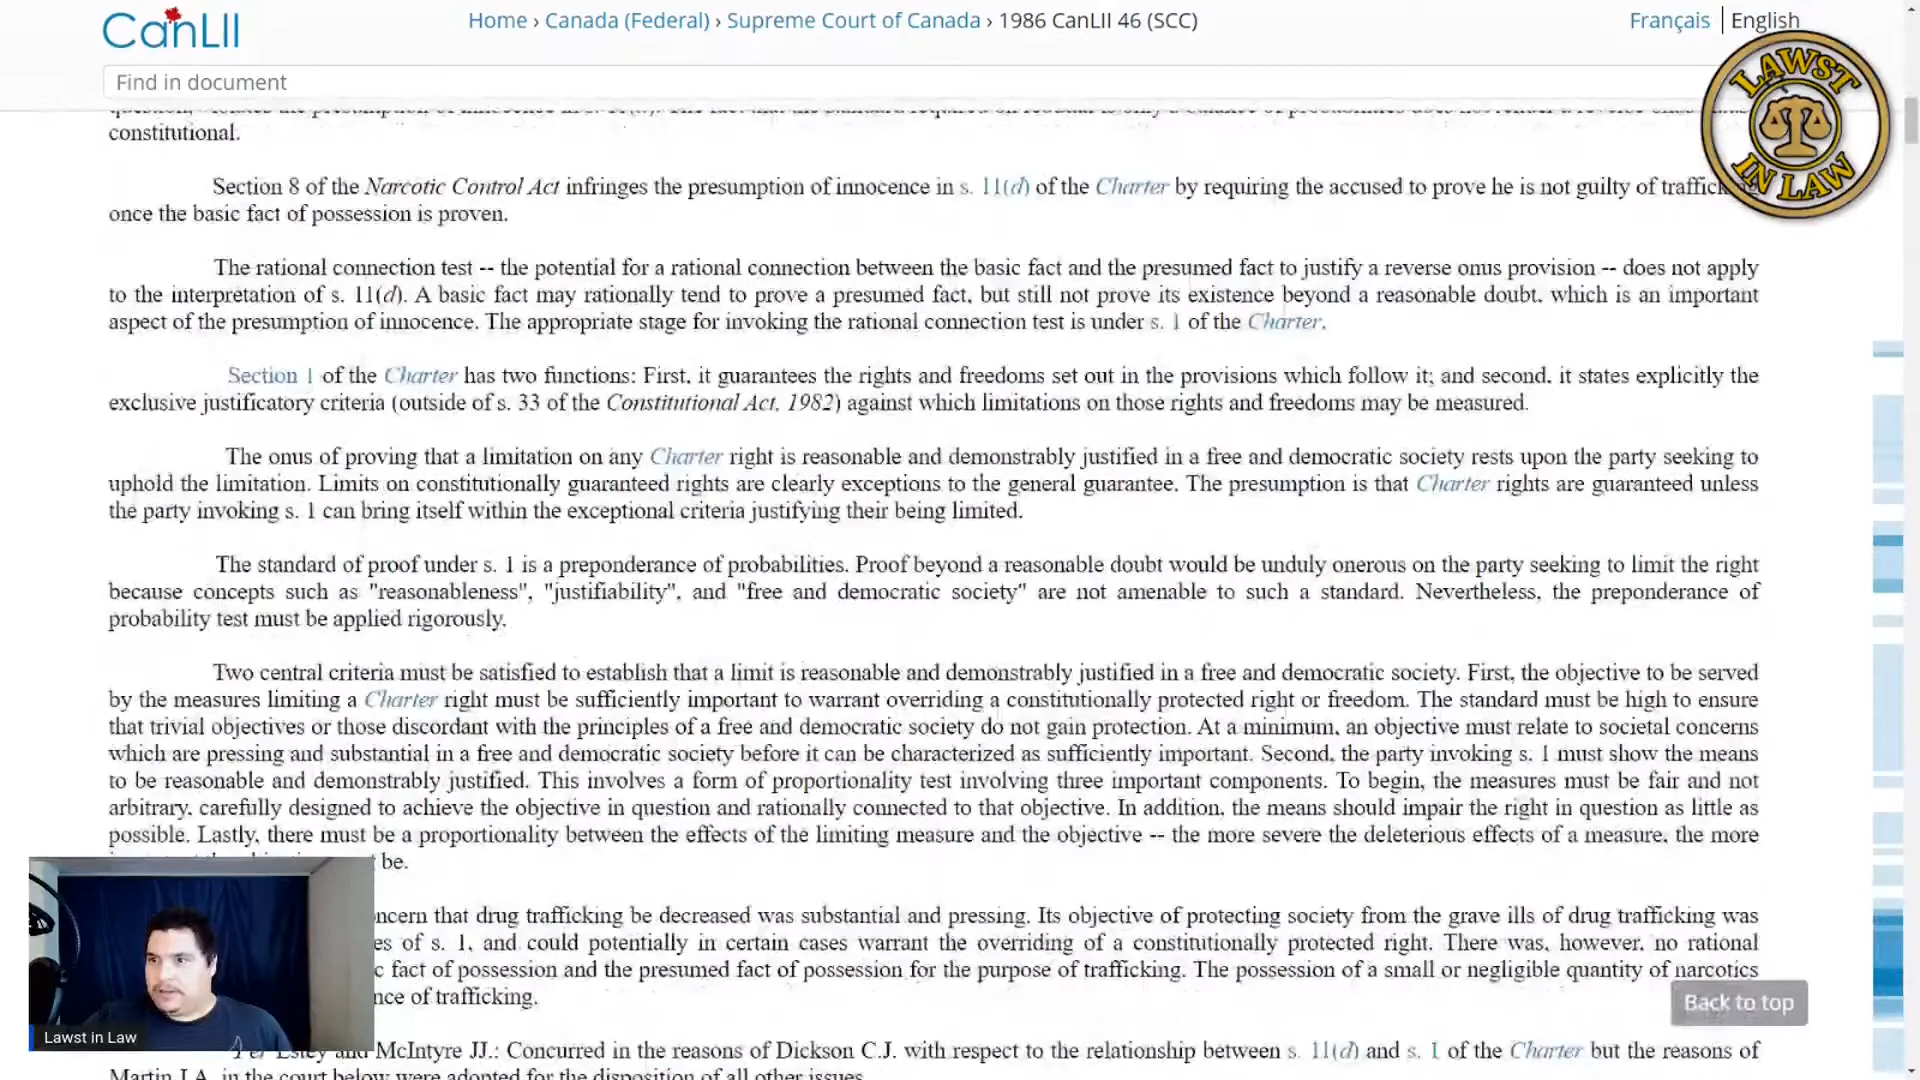 CanLII
Home › Canada (Federal) › Supreme Court of Canada › 1986 CanLII 46 (SCC)
Français | English
Find in document
LAWST
IN LAW
constitutional.
Section 8 of the Narcotic Control Act infringes the presumption of innocence in s. 11(d) of the Charter by requiring the accused to prove he is not guilty of trafficking
once the basic fact of possession is proven.
The rational connection test -- the potential for a rational connection between the basic fact and the presumed fact to justify a reverse onus provision -- does not apply
to the interpretation of s. 11(d). A basic fact may rationally tend to prove a presumed fact, but still not prove its existence beyond a reasonable doubt, which is an important
aspect of the presumption of innocence. The appropriate stage for invoking the rational connection test is under s. 1 of the Charter.
Section 1 of the Charter has two functions: First, it guarantees the rights and freedoms set out in the provisions which follow it; and second, it states explicitly the
exclusive justificatory criteria (outside of s. 33 of the Constitutional Act, 1982) against which limitations on those rights and freedoms may be measured.
The onus of proving that a limitation on any Charter right is reasonable and demonstrably justified in a free and democratic society rests upon the party seeking to
uphold the limitation. Limits on constitutionally guaranteed rights are clearly exceptions to the general guarantee. The presumption is that Charter rights are guaranteed unless
the party invoking s. 1 can bring itself within the exceptional criteria justifying their being limited.
The standard of proof under s. 1 is a preponderance of probabilities. Proof beyond a reasonable doubt would be unduly onerous on the party seeking to limit the right
because concepts such as "reasonableness", "justifiability", and "free and democratic society" are not amenable to such a standard. Nevertheless, the preponderance of
probability test must be applied rigorously.
Two central criteria must be satisfied to establish that a limit is reasonable and demonstrably justified in a free and democratic society. First, the objective to be served
by the measures limiting a Charter right must be sufficiently important to warrant overriding a constitutionally protected right or freedom. The standard must be high to ensure
that trivial objectives or those discordant with the principles of a free and democratic society do not gain protection. At a minimum, an objective must relate to societal concerns
which are pressing and substantial in a free and democratic society before it can be characterized as sufficiently important. Second, the party invoking s. 1 must show the means
to be reasonable and demonstrably justified. This involves a form of proportionality test involving three important components. To begin, the measures must be fair and not
arbitrary, carefully designed to achieve the objective in question and rationally connected to that objective. In addition, the means should impair the right in question as little as
possible. Lastly, there must be a proportionality between the effects of the limiting measure and the objective -- the more severe the deleterious effects of a measure, the more
be.
ncern that drug trafficking be decreased was substantial and pressing. Its objective of protecting society from the grave ills of drug trafficking was
es of s. 1, and could potentially in certain cases warrant the overriding of a constitutionally protected right. There was, however, no rational
c fact of possession and the presumed fact of possession for the purpose of trafficking. The possession of a small or negligible quantity of narcotics
nce of trafficking.
Back to top
Lawst in Law
McIntyre JJ.: Concurred in the reasons of Dickson C.J. with respect to the relationship between s. 11(d) and s. 1 of the Charter but the reasons of
Martin J.A. in the court below were adopted for the disposition of all other issues.